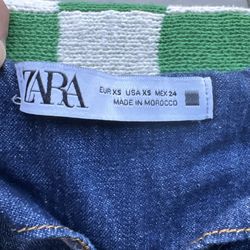 ZARA
EUR XS USA XS MEX 24
MADE IN MOROCCO